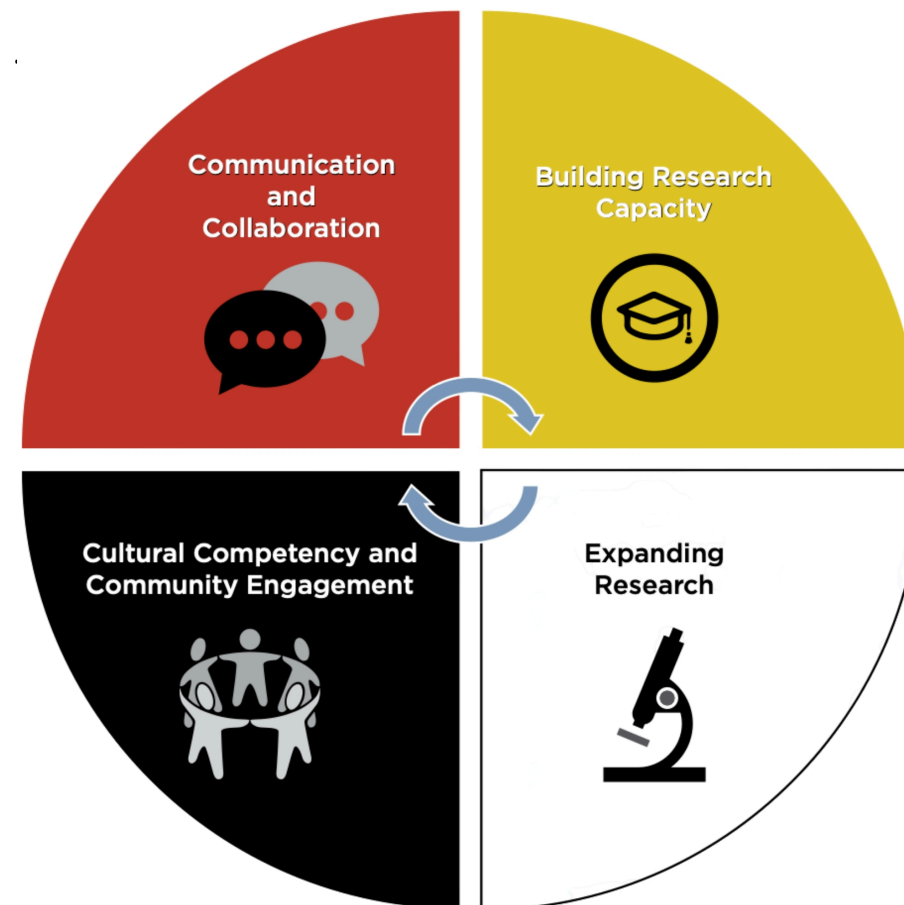 Communication
and
Collaboration
Building Research
Capacity
Cultural Competency and
Community Engagement
Expanding
Research